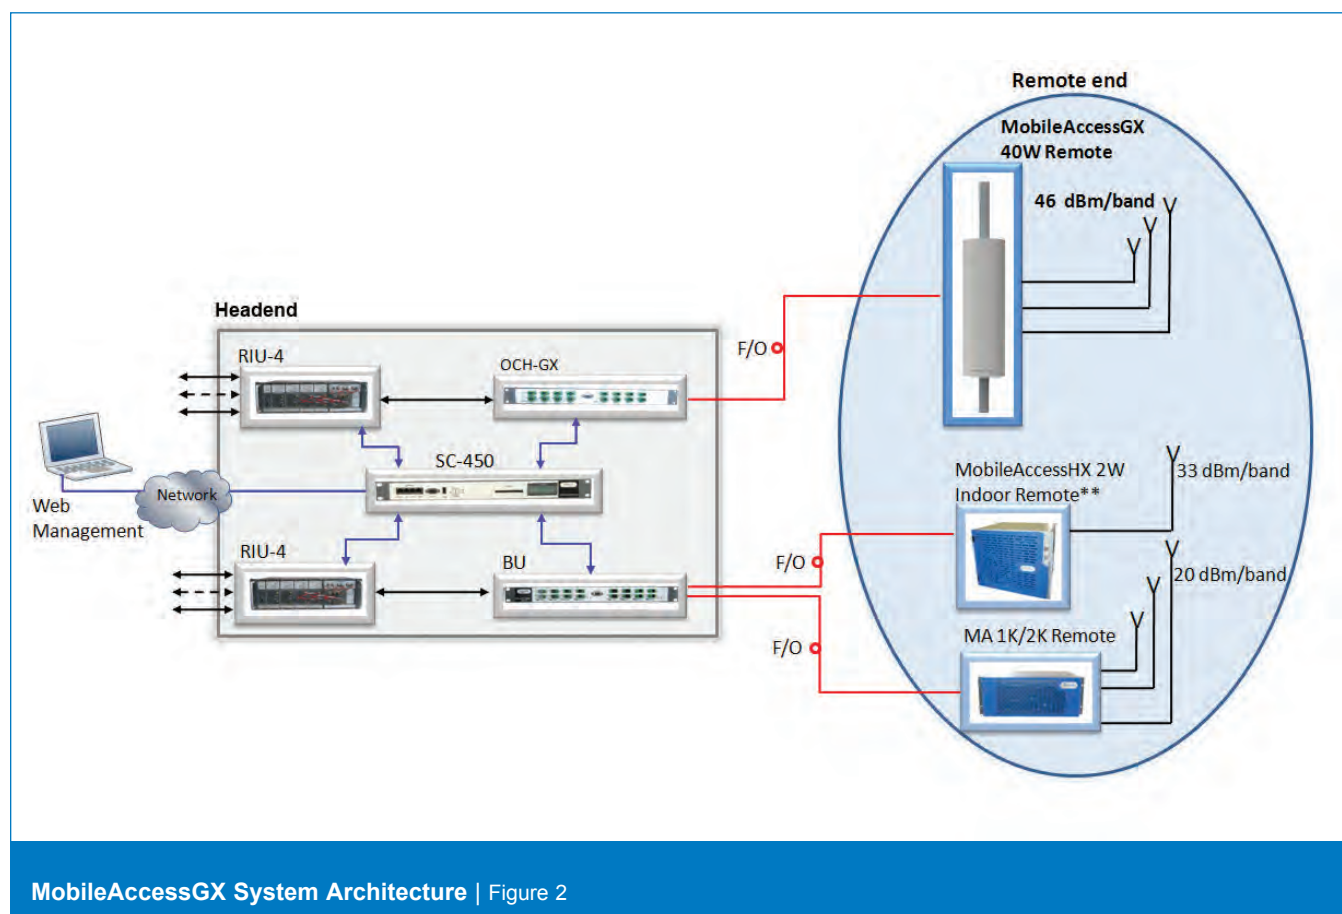 Remote end
MobileAccessGX
40W Remote
46 dBm/band
Headend
RIU-4
OCH-GX
F/O
SC-450
MobileAccessHX 2W
Indoor Remote**
33 dBm/band
Network
Web
Management
RIU-4
BU
F/O
20 dBm/band
MA 1K/2K Remote
F/O
MobileAccessGX System Architecture | Figure 2